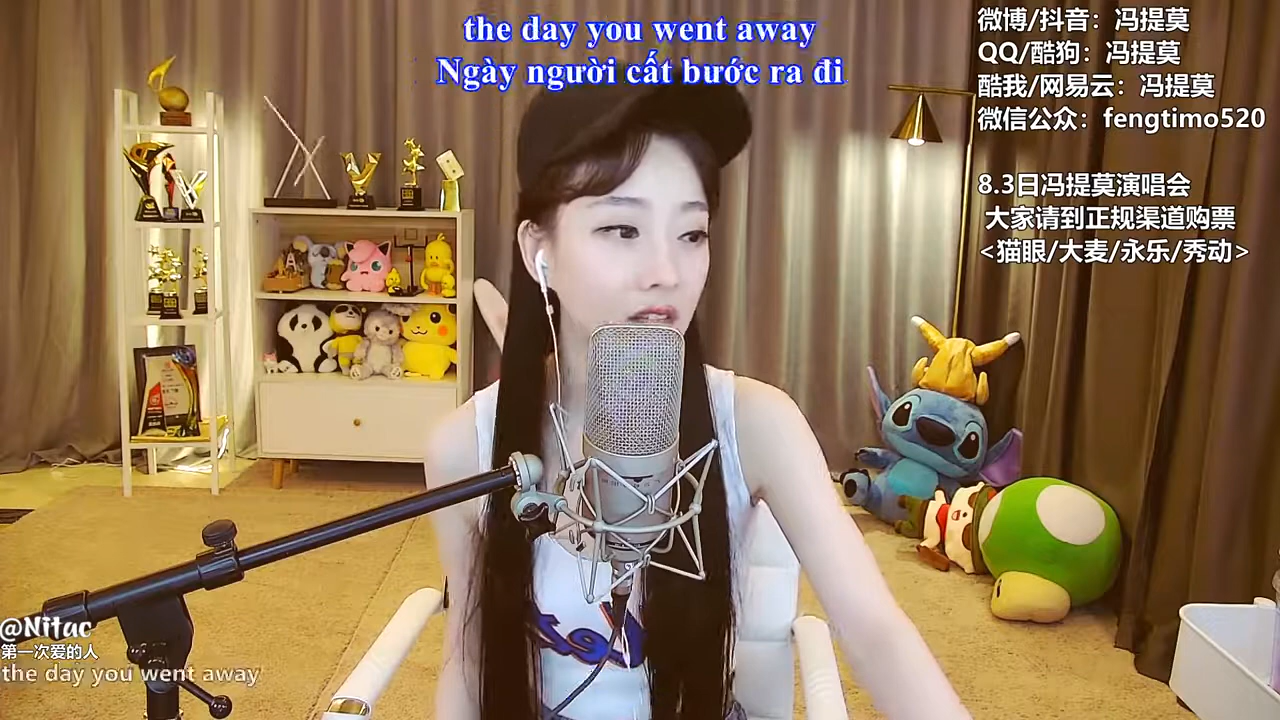 the day you went away
Ngày người cất bước ra đi
微博/抖音：冯提莫
QQ/酷狗：冯提莫
酷我/网易云：冯提莫
微信公众：fengtimo520
8.3日冯提莫演唱会
大家请到正规渠道购票
<猫眼/大麦/永乐/秀动>
@Nitac
第一次爱的人
the day you went away